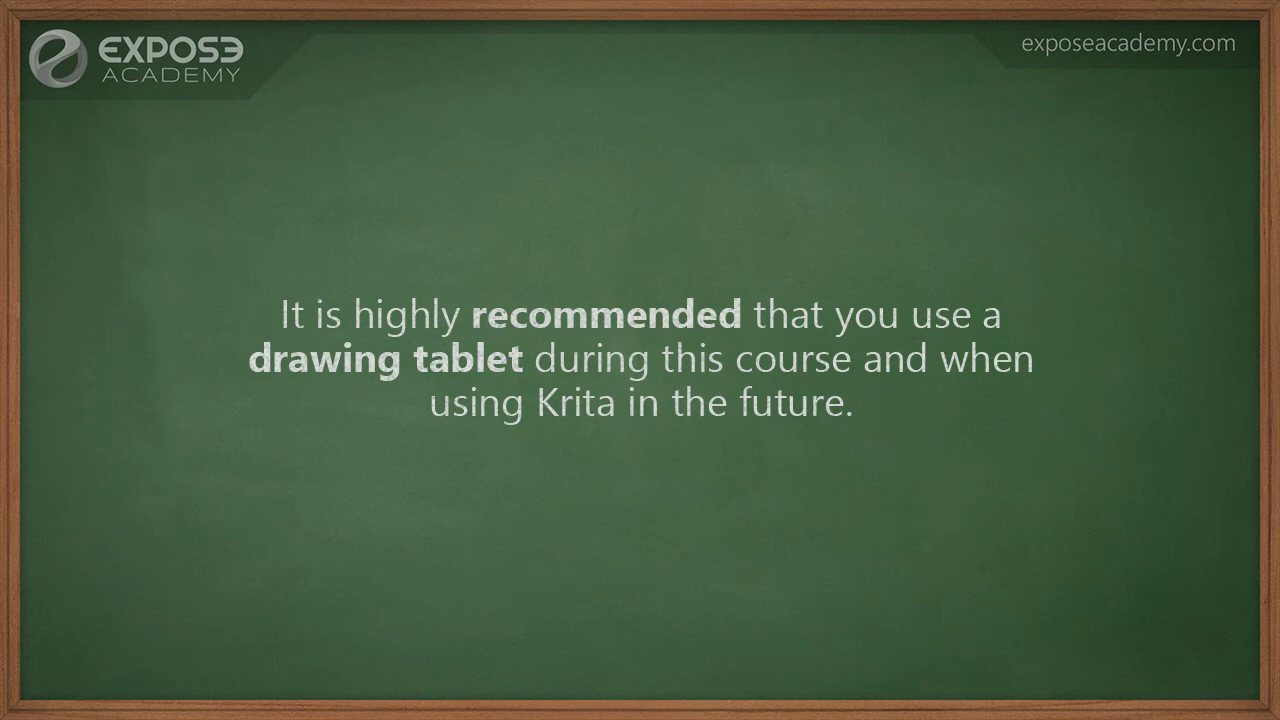 EXPOSE
ACADEMY
exposeacademy.com
It is highly recommended that you use a
drawing tablet during this course and when
using Krita in the future.